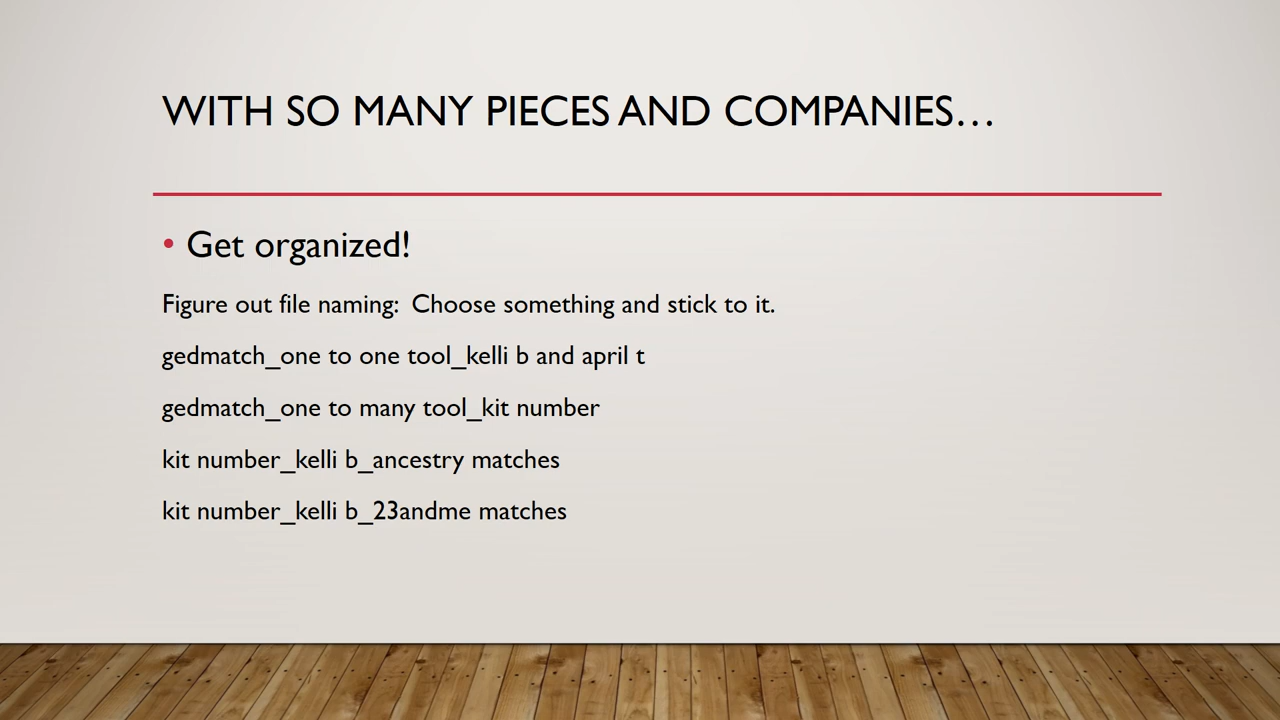 WITH SO MANY PIECES AND COMPANIES…
• Get organized!
Figure out file naming:  Choose something and stick to it.
gedmatch_one to one tool_kelli b and april t
gedmatch_one to many tool_kit number
kit number_kelli b_ancestry matches
kit number_kelli b_23andme matches